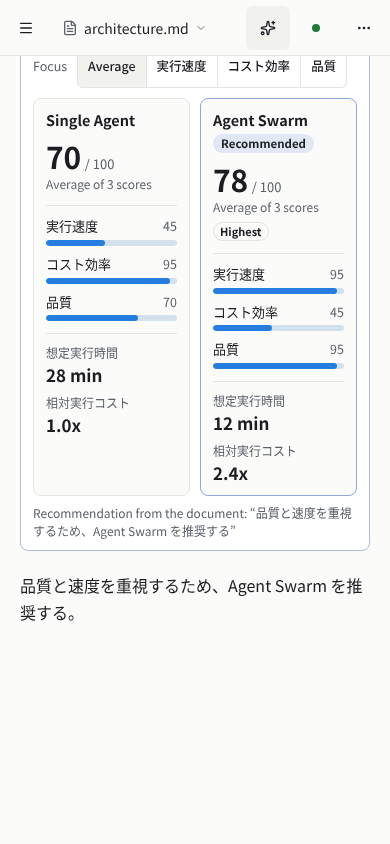 architecture.md
Focus Average 実行速度 コスト効率 品質
Single Agent
70 / 100
Average of 3 scores
実行速度 45
コスト効率 95
品質 70
想定実行時間
28 min
相対実行コスト
1.0x
Agent Swarm
Recommended
78 / 100
Average of 3 scores
Highest
実行速度 95
コスト効率 45
品質 95
想定実行時間
12 min
相対実行コスト
2.4x
Recommendation from the document: “品質と速度を重視
するため、Agent Swarm を推奨する”
品質と速度を重視するため、Agent Swarm を推
奨する。